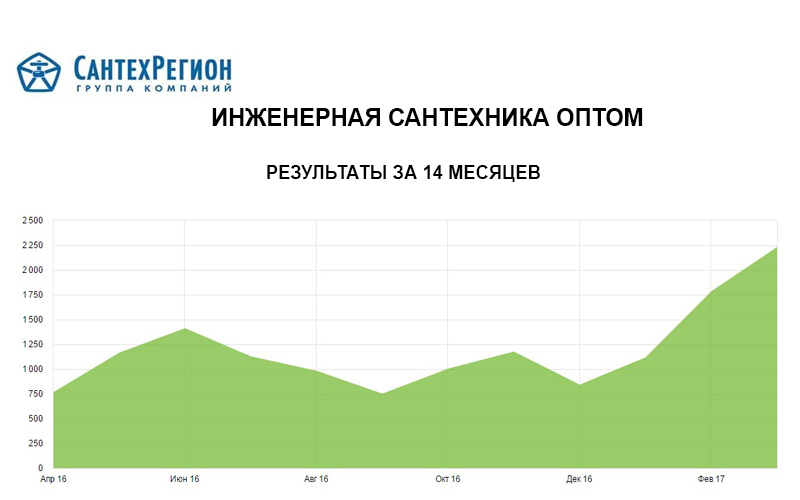 САНТЕХРЕГИОН
ГРУППА КОМПАНИЙ
ИНЖЕНЕРНАЯ САНТЕХНИКА ОПТОМ
РЕЗУЛЬТАТЫ ЗА 14 МЕСЯЦЕВ
2 500
2 250
2 000
1 750
1 500
1 250
1 000
750
500
250
0
Апр 16 Июн 16 Авг 16 Окт 16 Дек 16 Фев 17